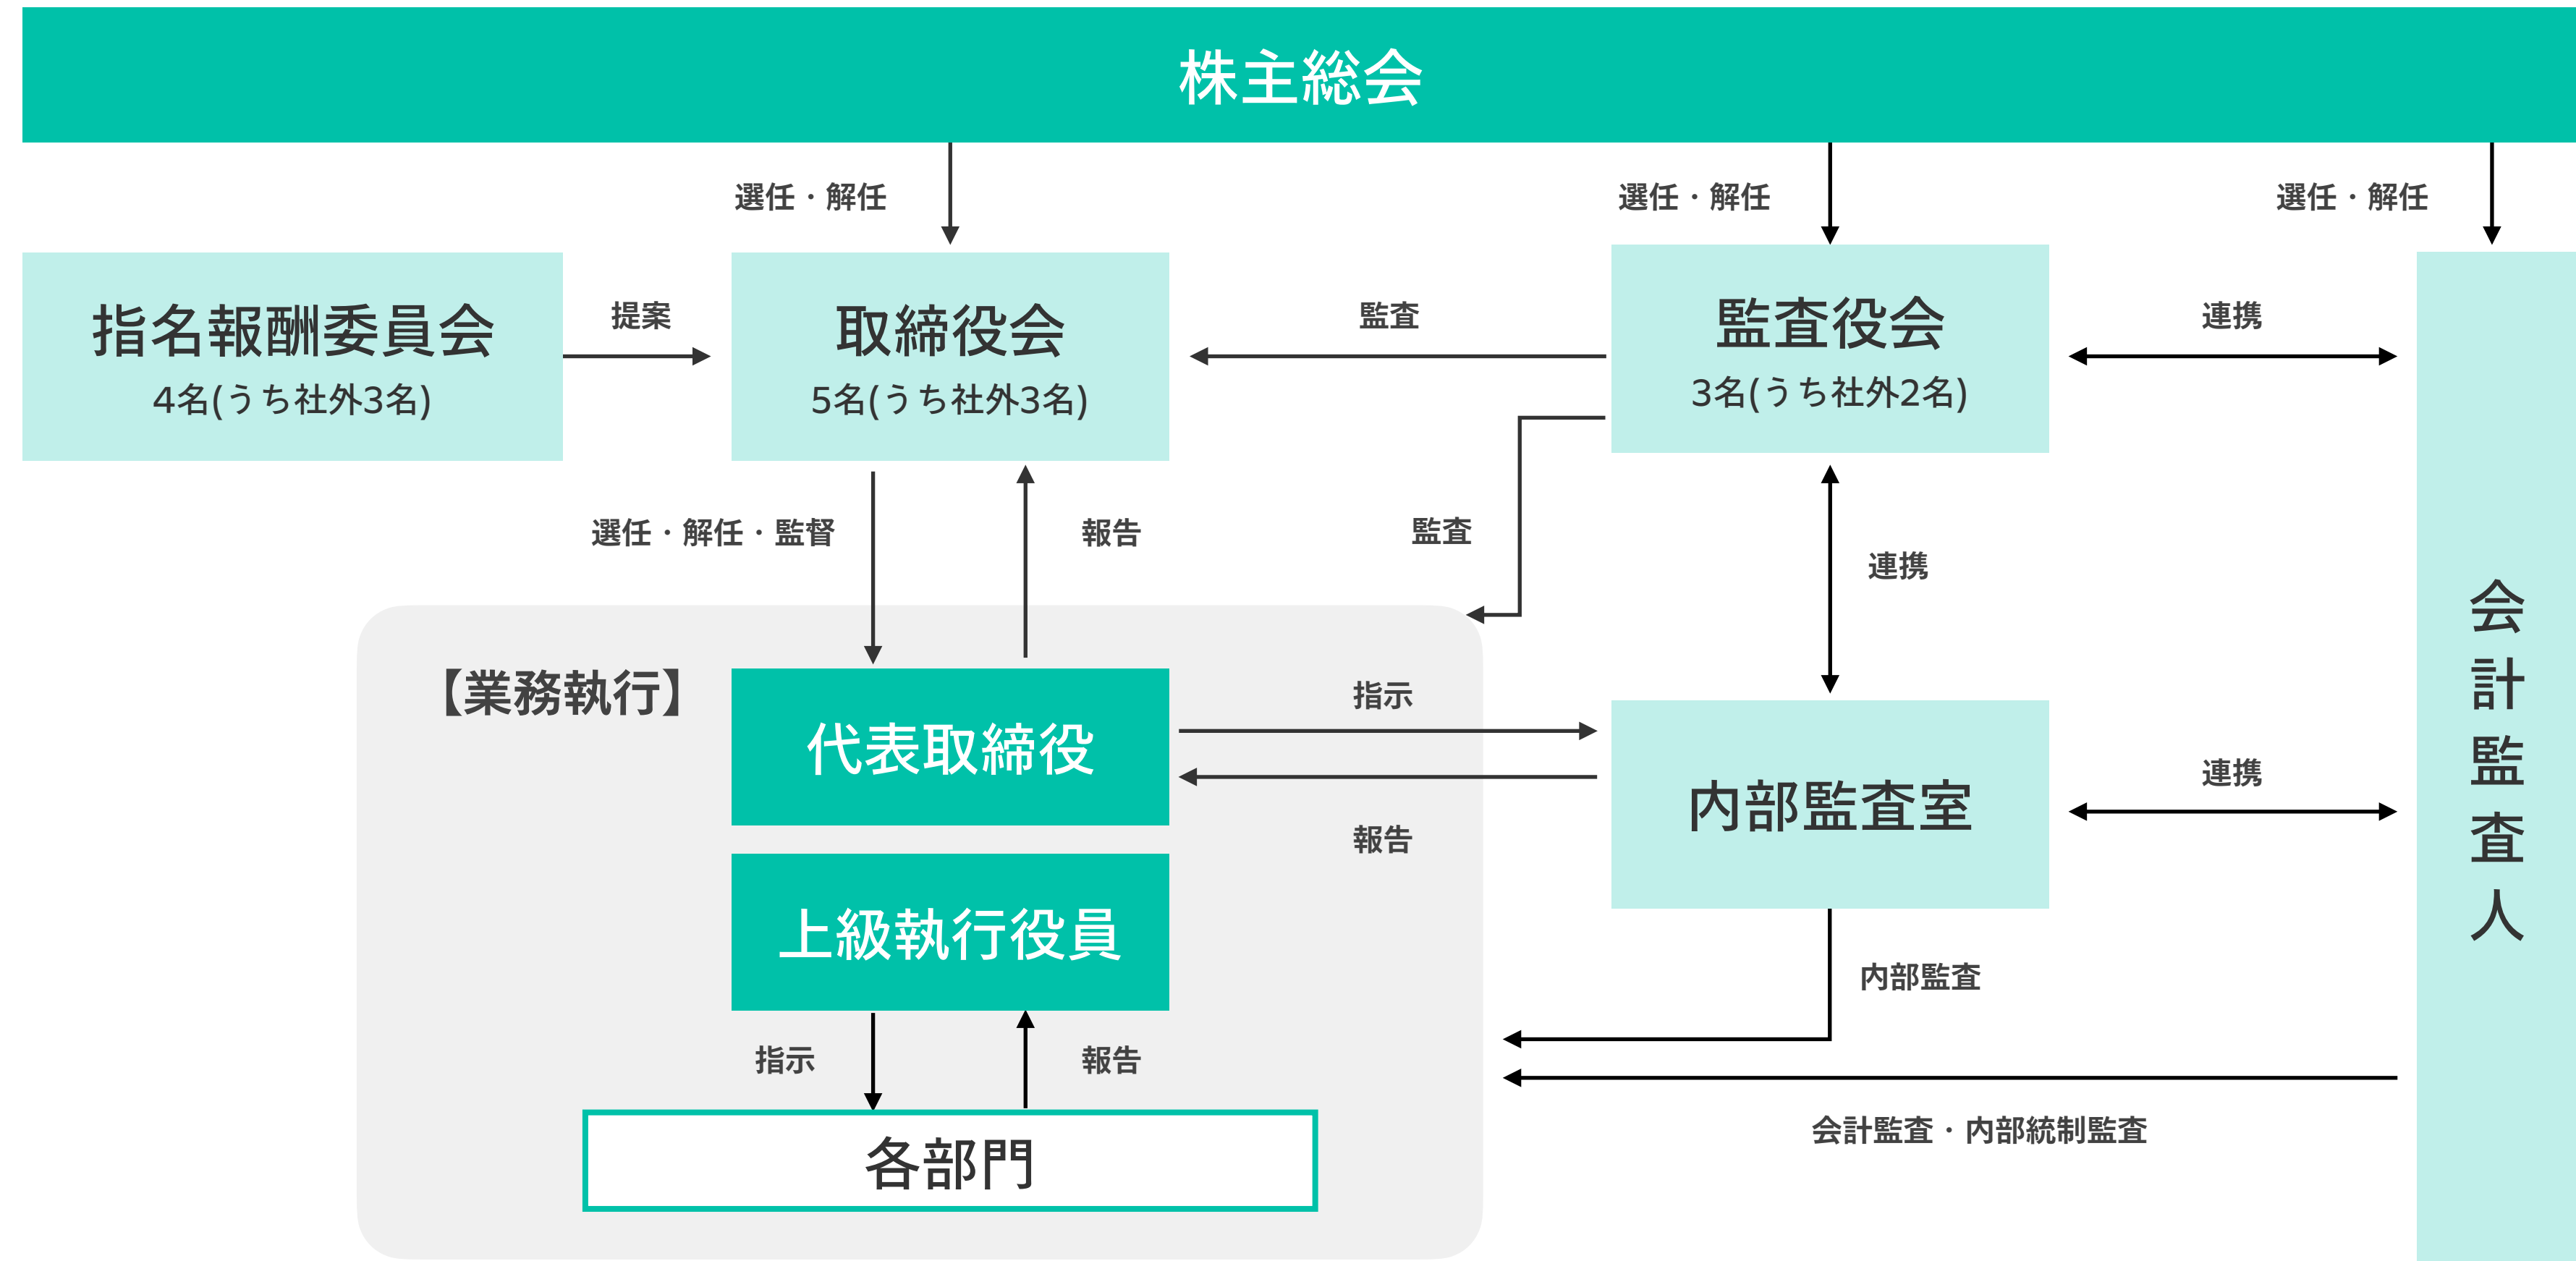 株主総会
選任・解任
選任・解任
選任・解任
指名報酬委員会
4名(うち社外3名)
提案
取締役会
5名(うち社外3名)
監査
監査役会
3名(うち社外2名)
連携
選任・解任・監督
報告
監査
連携
会計監査人
【業務執行】
代表取締役
指示
報告
内部監査室
連携
上級執行役員
内部監査
指示
報告
会計監査・内部統制監査
各部門